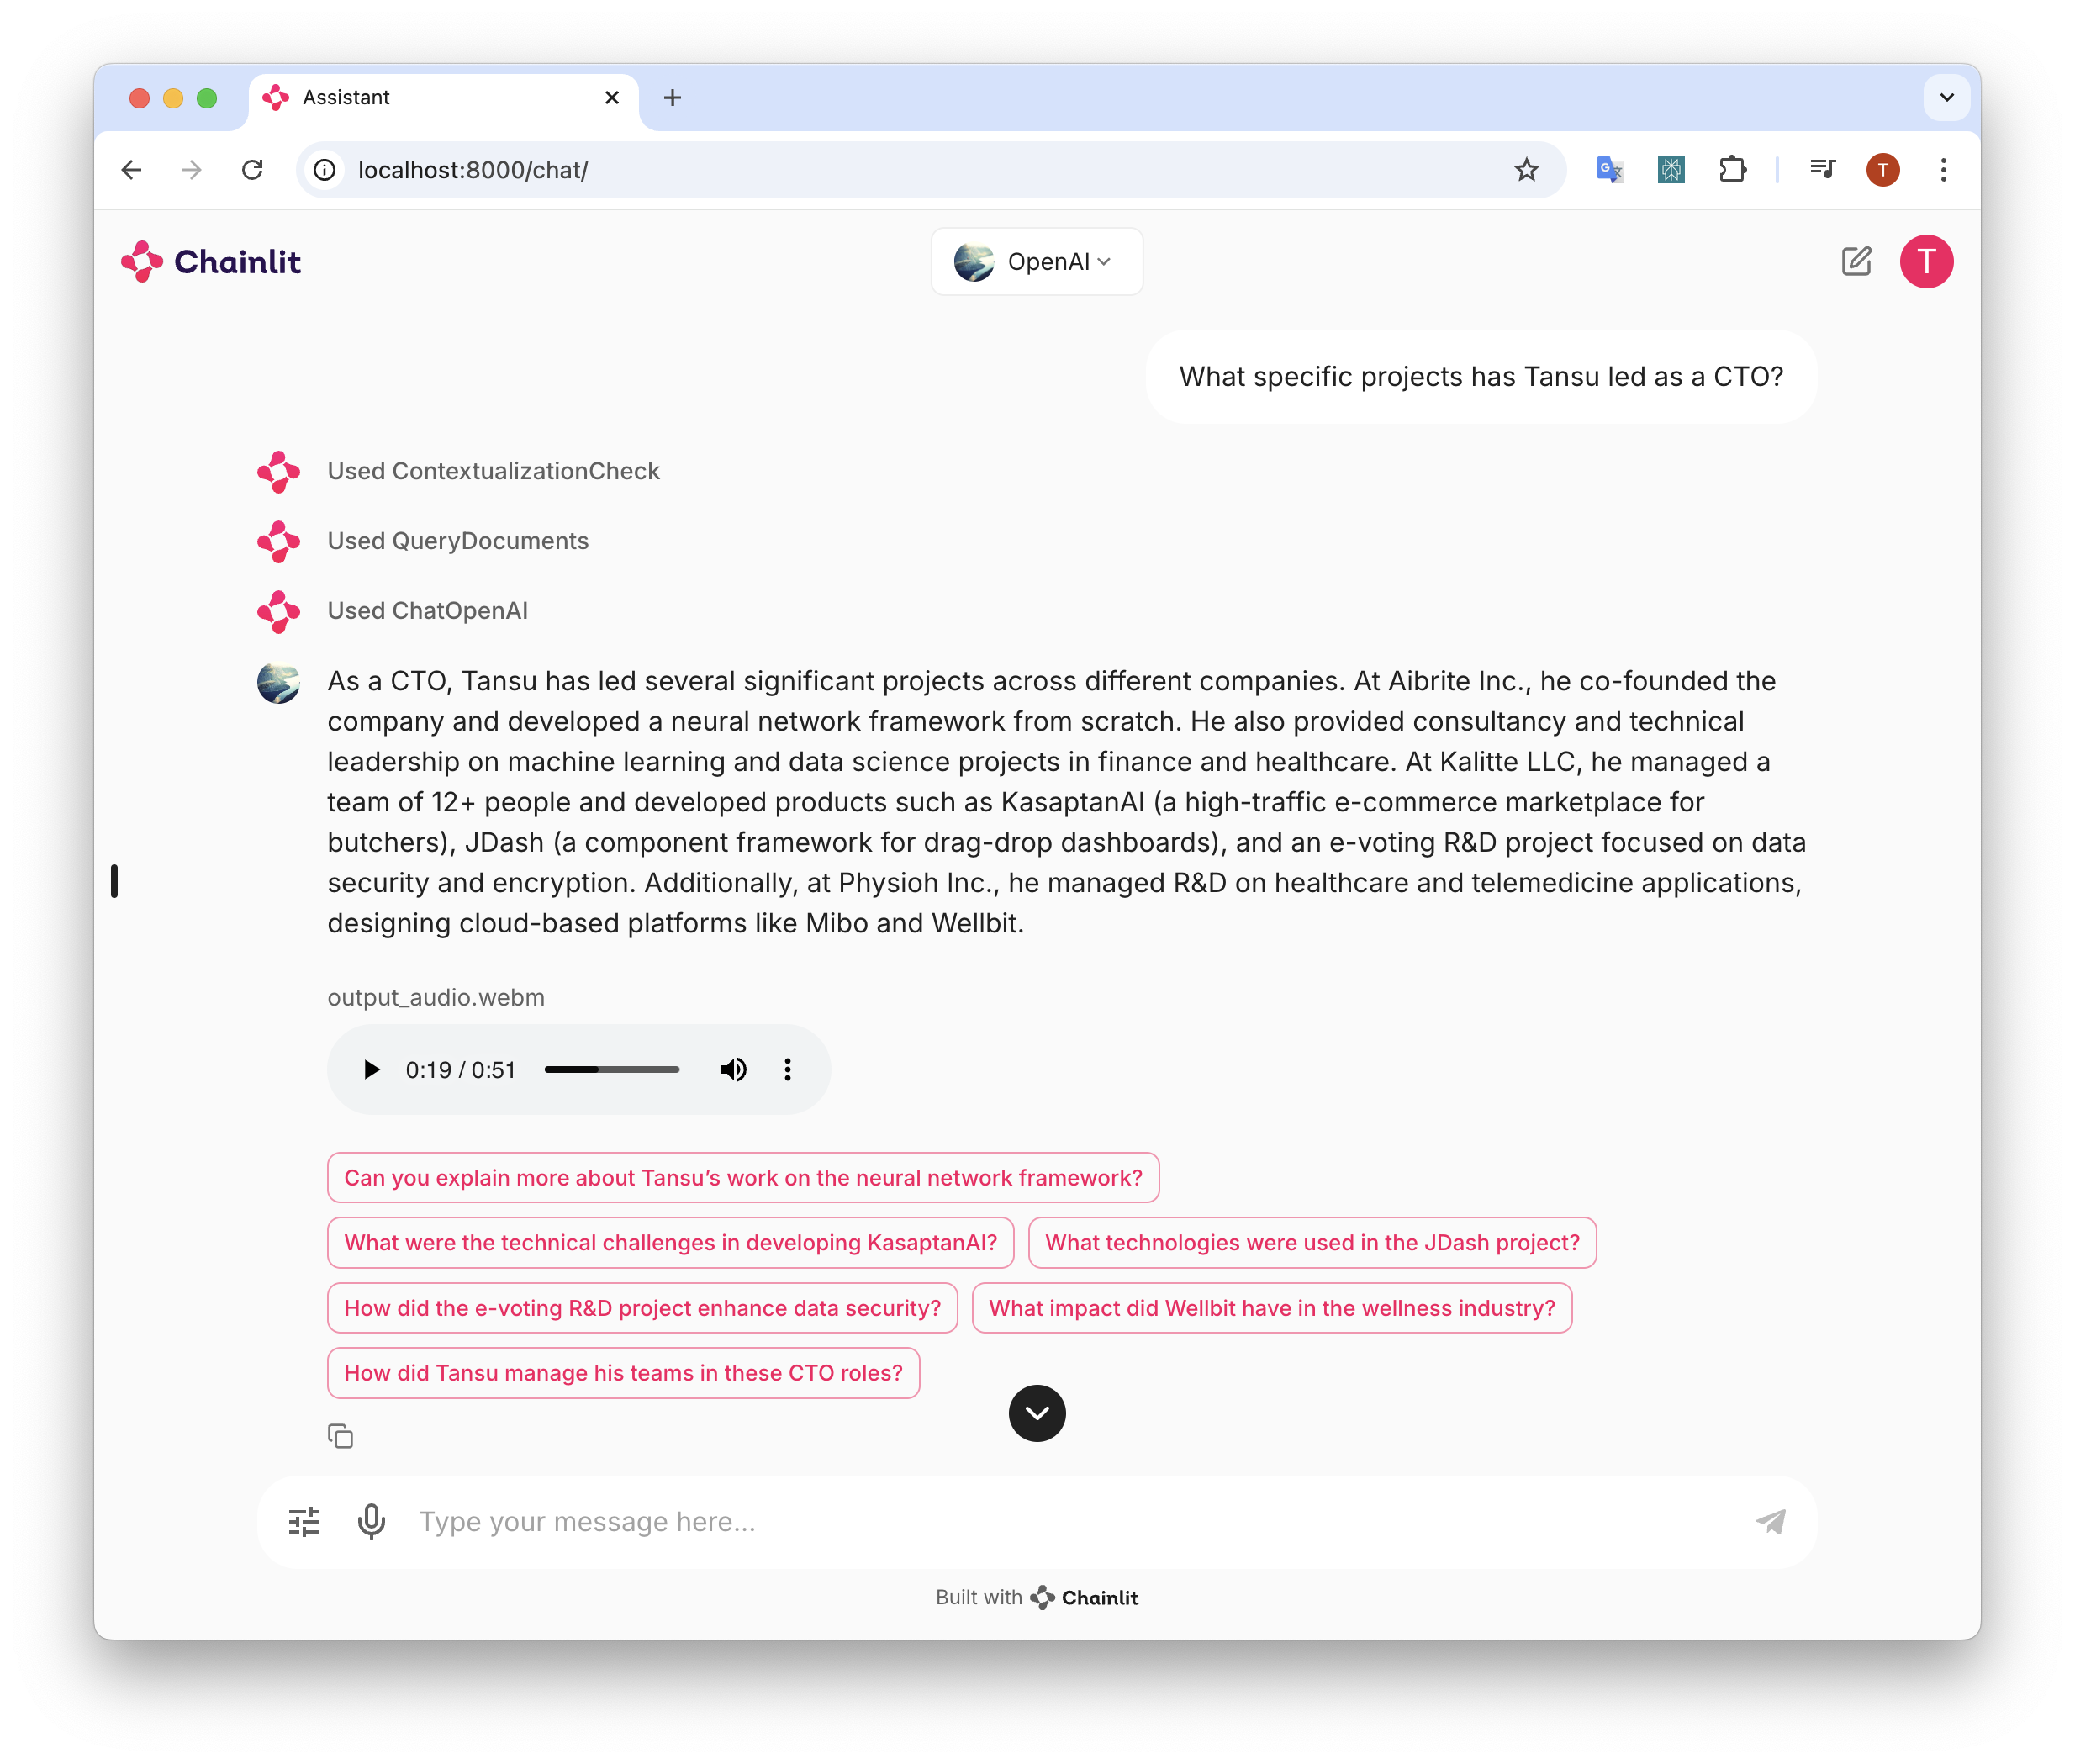 Assistant
localhost:8000/chat/
T
Chainlit
OpenAI
T
What specific projects has Tansu led as a CTO?
Used ContextualizationCheck
Used QueryDocuments
Used ChatOpenAI
As a CTO, Tansu has led several significant projects across different companies. At Aibrite Inc., he co-founded the
company and developed a neural network framework from scratch. He also provided consultancy and technical
leadership on machine learning and data science projects in finance and healthcare. At Kalitte LLC, he managed a
team of 12+ people and developed products such as KasaptanAl (a high-traffic e-commerce marketplace for
butchers), JDash (a component framework for drag-drop dashboards), and an e-voting R&D project focused on data
security and encryption. Additionally, at Physioh Inc., he managed R&D on healthcare and telemedicine applications,
designing cloud-based platforms like Mibo and Wellbit.
output_audio.webm
0:19 / 0:51
Can you explain more about Tansu’s work on the neural network framework?
What were the technical challenges in developing KasaptanAl?
What technologies were used in the JDash project?
How did the e-voting R&D project enhance data security?
What impact did Wellbit have in the wellness industry?
How did Tansu manage his teams in these CTO roles?
Type your message here...
Built with Chainlit